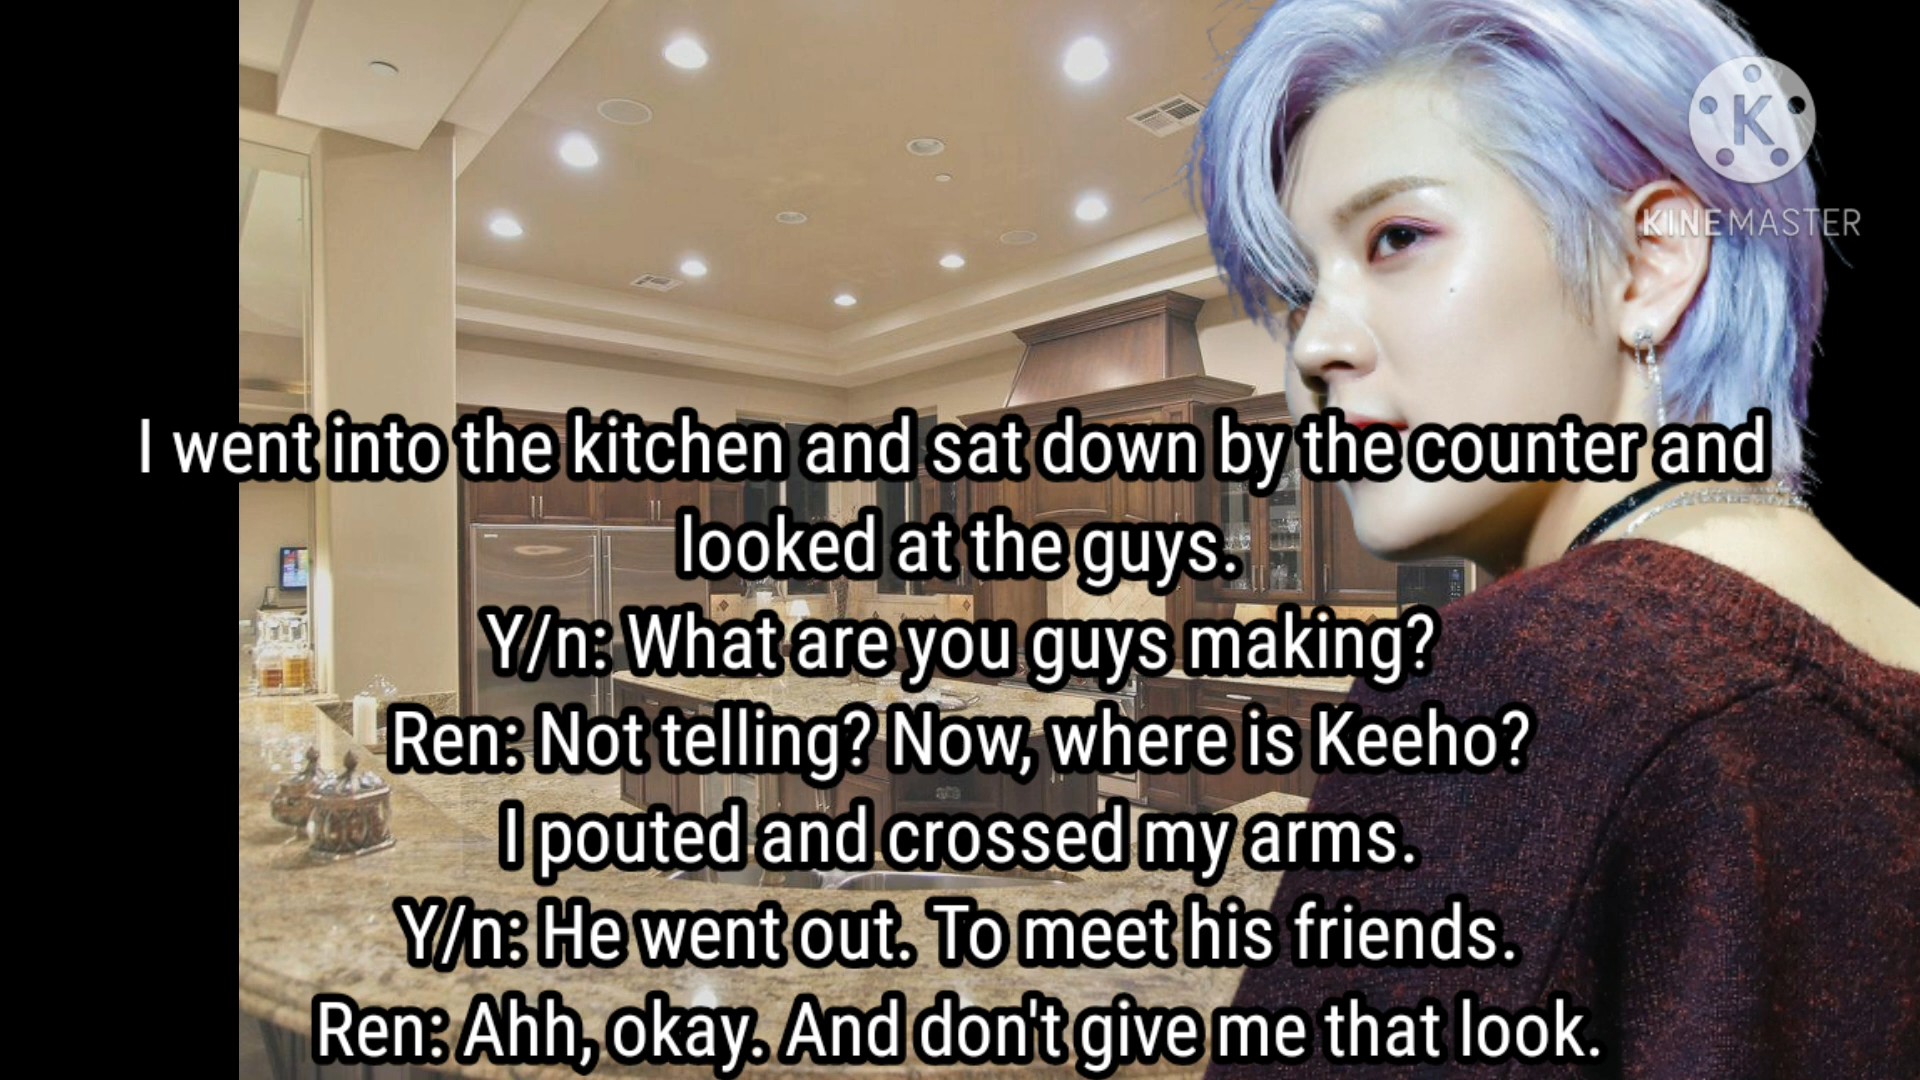 K
KINEMASTER
I went into the kitchen and sat down by the counter and
looked at the guys.
Y/n: What are you guys making?
Ren: Not telling? Now, where is Keeho?
I pouted and crossed my arms.
Y/n: He went out. To meet his friends.
Ren: Ahh, okay. And don't give me that look.